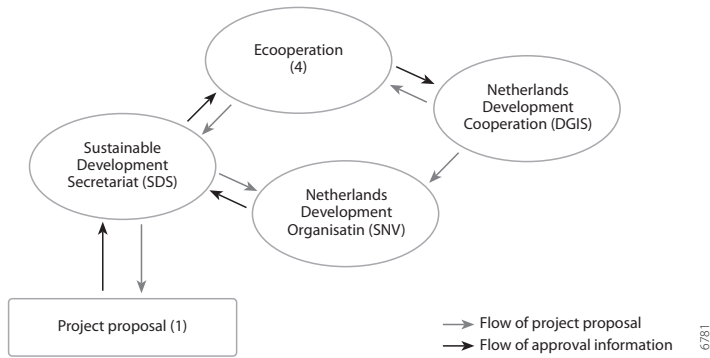 Ecooperation
(4)
Netherlands
Development
Cooperation (DGIS)
Sustainable
Development
Secretariat (SDS)
Netherlands
Development
Organisatin (SNV)
Project proposal (1)
Flow of project proposal
Flow of approval information
6781